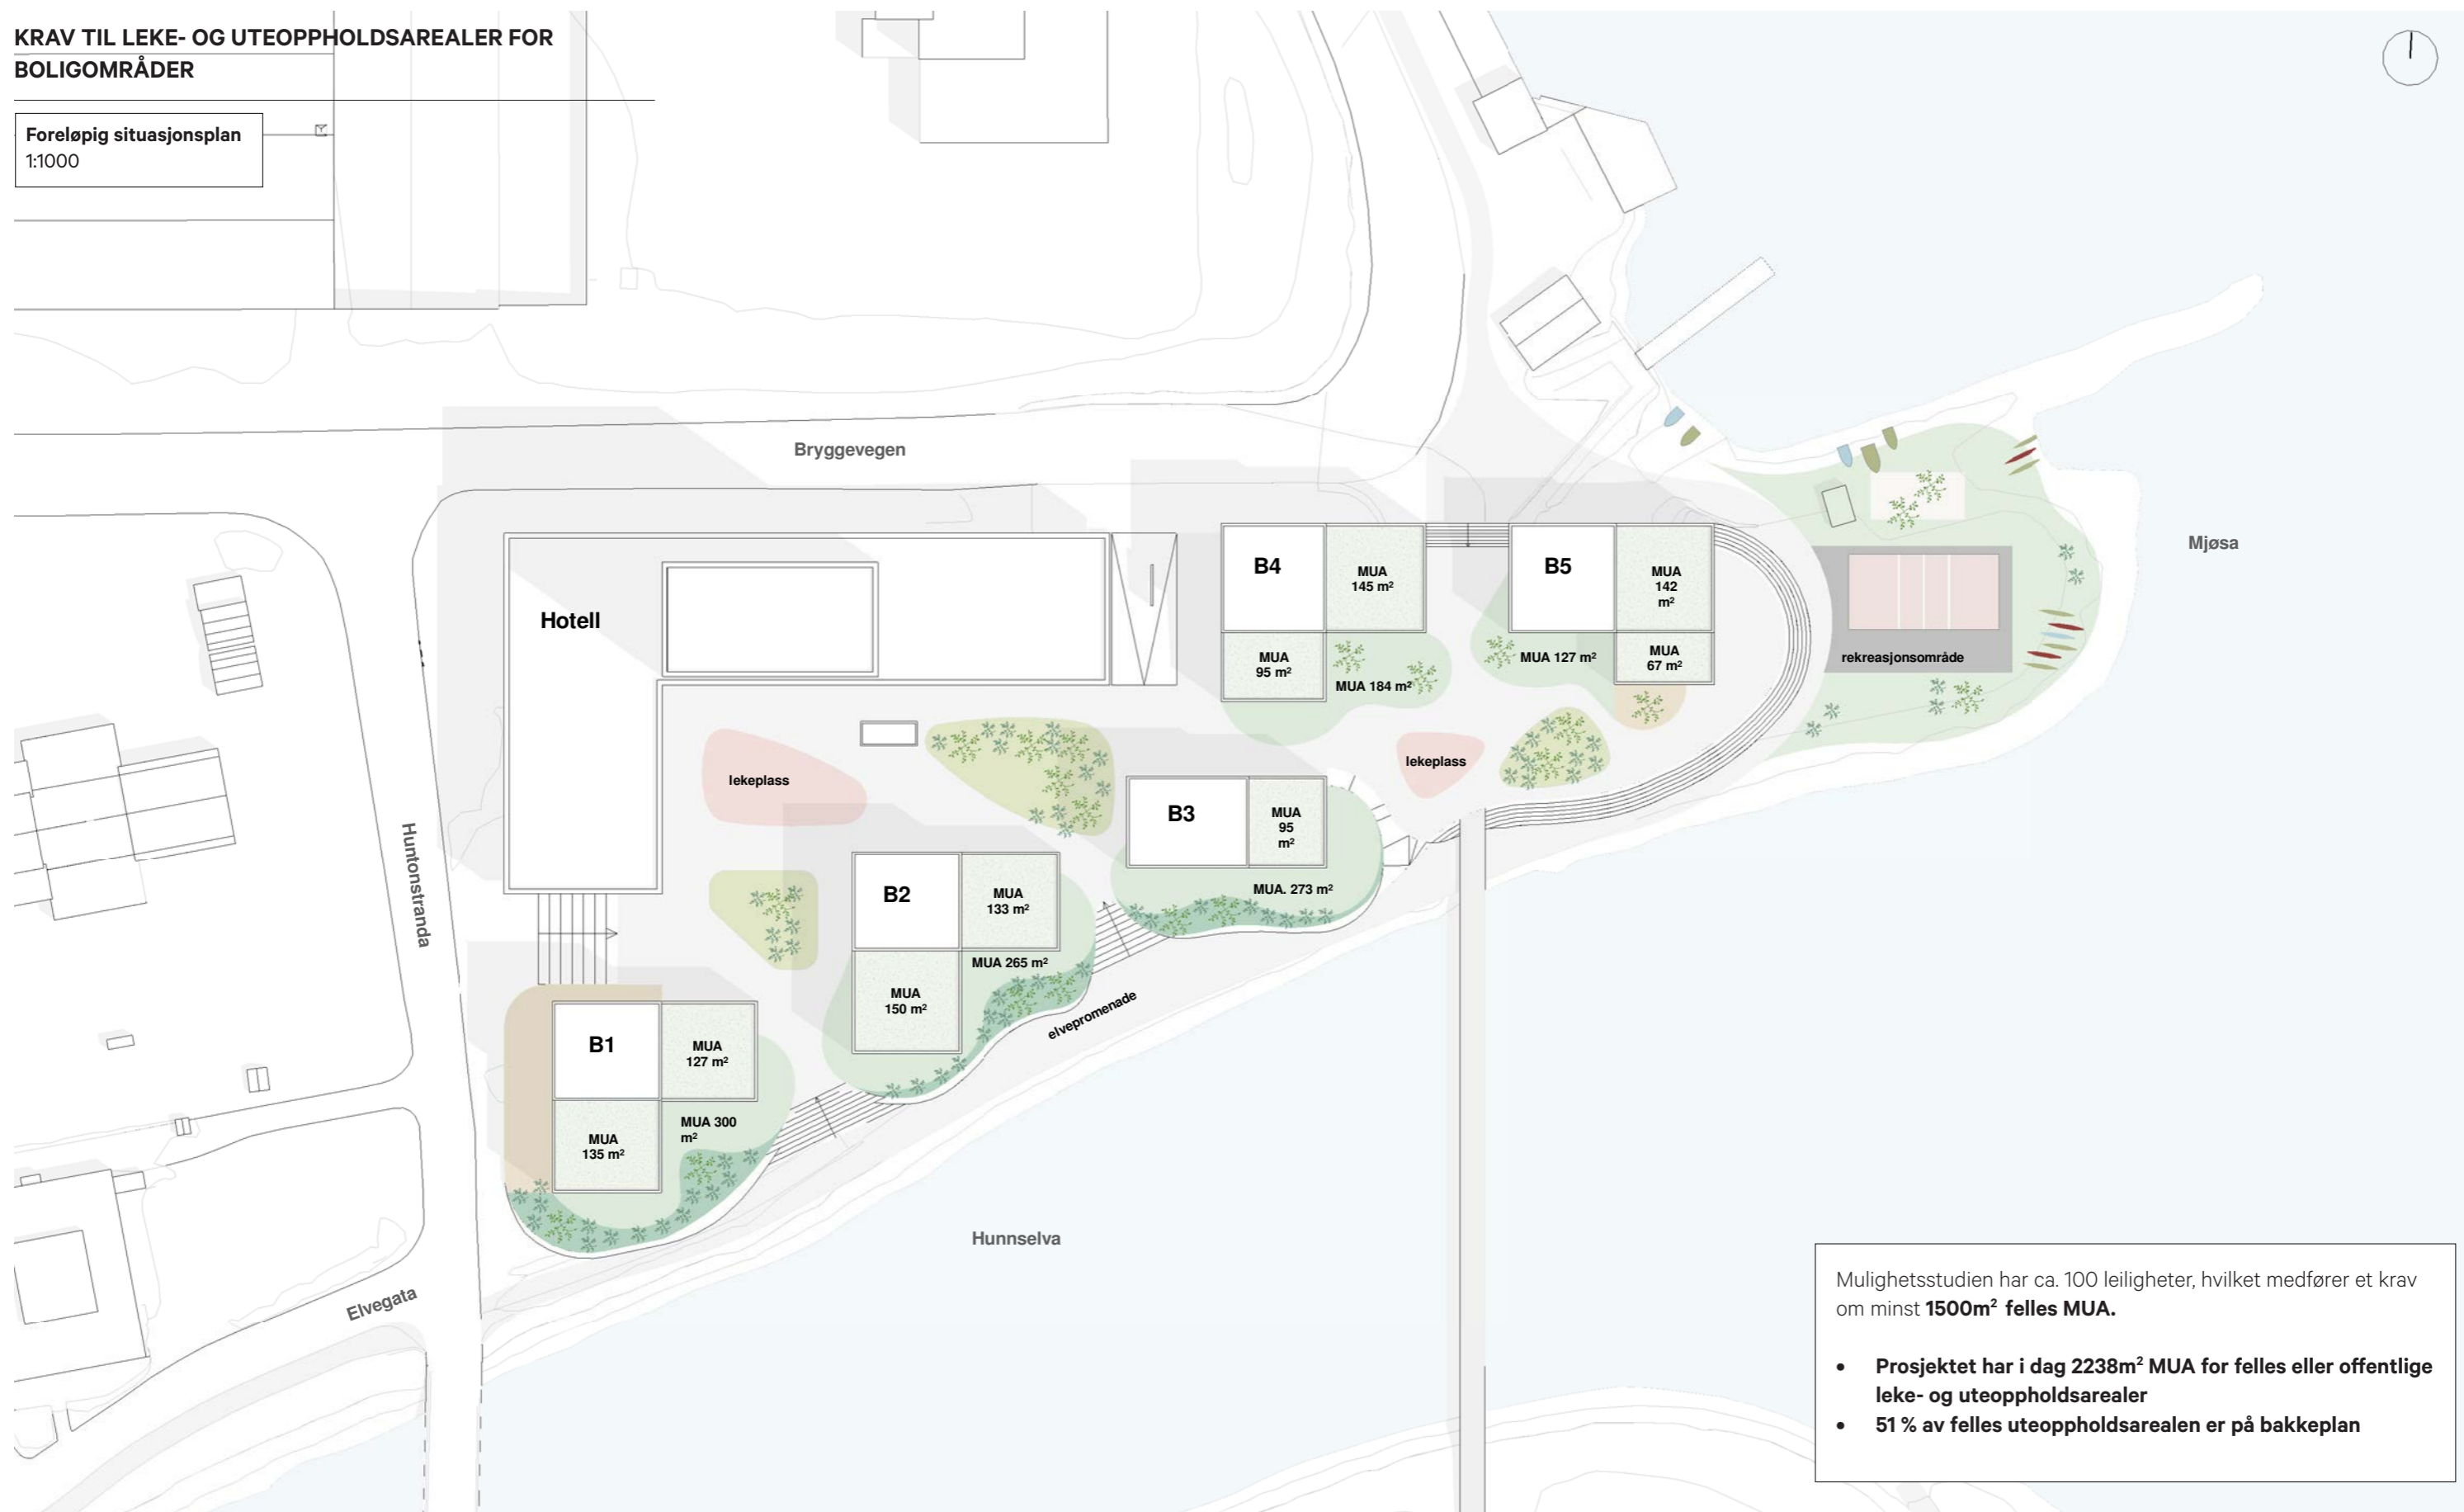 KRAV TIL LEKE- OG UTEOPPHOLDSAREALER FOR
BOLIGOMRÅDER
Foreløpig situasjonsplan
1:1000
Bryggevegen
Mjøsa
B4
MUA
145 m²
B5
MUA
142
m²
Hotell
MUA
95 m²
MUA 184 m²
MUA 127 m²
MUA
67 m²
rekreasjonsområde
lekeplass
lekeplass
B3
MUA
95
m²
Huntonstranda
B2
MUA
133 m²
MUA. 273 m²
MUA 265 m²
MUA
150 m²
elvepromenade
B1
MUA
127 m²
MUA 300
m²
MUA
135 m²
Hunnselva
Elvegata
Mulighetsstudien har ca. 100 leiligheter, hvilket medfører et krav
om minst 1500m² felles MUA.
• Prosjektet har i dag 2238m² MUA for felles eller offentlige
leke- og uteoppholdsarealer
• 51 % av felles uteoppholdsarealen er på bakkeplan